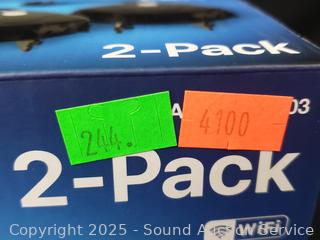 2-Pack
244.
4100
03
2-Pack
WiFi
Copyright 2025 - Sound Auction Service